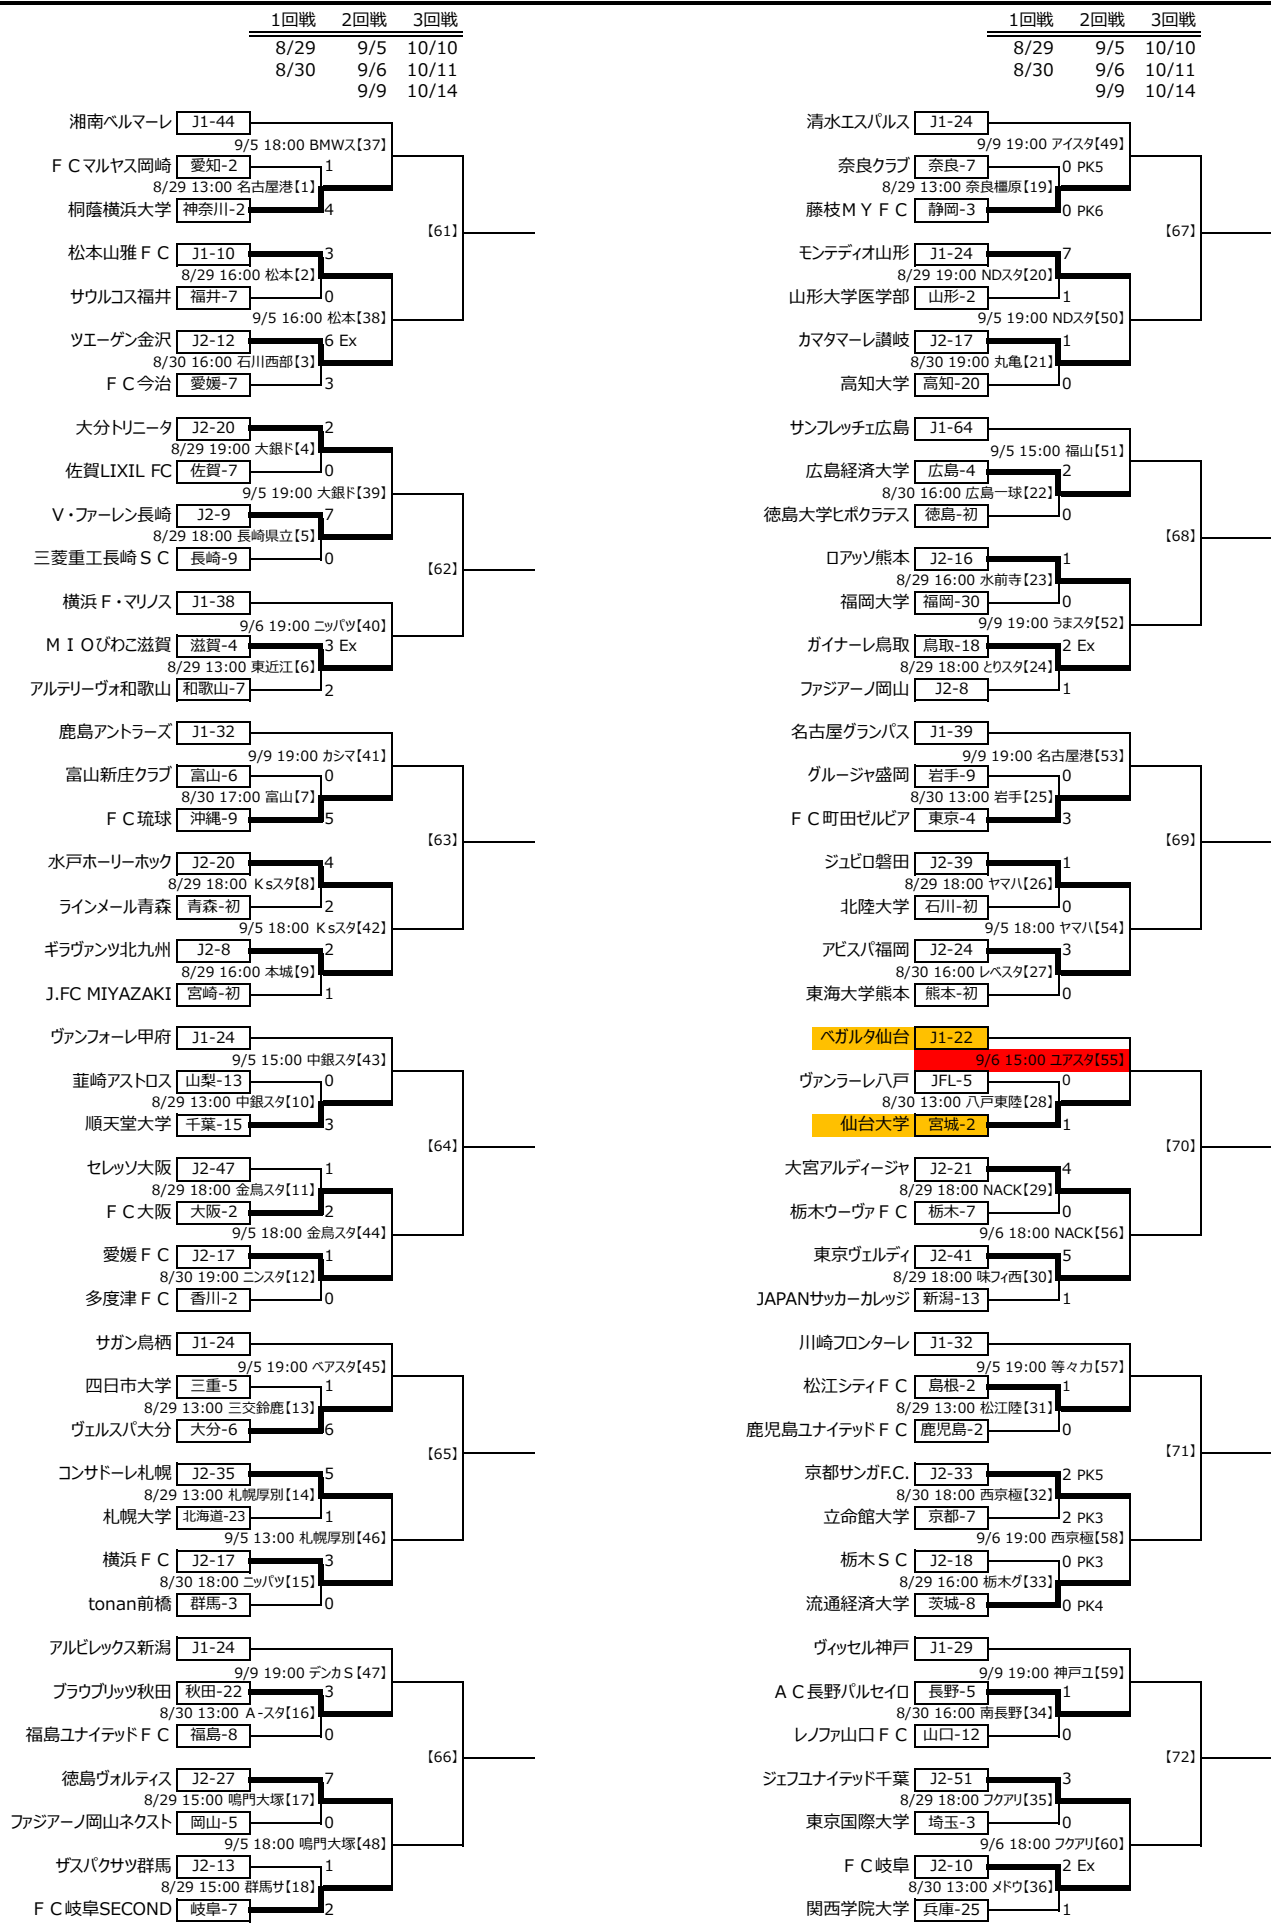 1回戦 2回戦 3回戦
8/29 9/5 10/10
8/30 9/6 10/11
9/9 10/14
湘南ベルマーレ J1-44
9/5 18:00 BMWス【37】
ＦＣマルヤス岡崎 愛知-2 1
8/29 13:00 名古屋港【1】
桐蔭横浜大学 神奈川-2 4
【61】
松本山雅ＦＣ J1-10 3
8/29 16:00 松本【2】
サウルコス福井 福井-7 0
9/5 16:00 松本【38】
ツエーゲン金沢 J2-12 6 Ex
8/30 16:00 石川西部【3】
ＦＣ今治 愛媛-7 3
大分トリニータ J2-20 2
8/29 19:00 大銀ド【4】
佐賀LIXIL FC 佐賀-7 0
9/5 19:00 大銀ド【39】
Ｖ・ファーレン長崎 J2-9 7
8/29 18:00 長崎県立【5】
三菱重工長崎ＳＣ 長崎-9 0
【62】
横浜Ｆ・マリノス J1-38
9/6 19:00 ニッパツ【40】
ＭＩＯびわこ滋賀 滋賀-4 3 Ex
8/29 13:00 東近江【6】
アルテリーヴォ和歌山 和歌山-7 2
鹿島アントラーズ J1-32
9/9 19:00 カシマ【41】
富山新庄クラブ 富山-6 0
8/30 17:00 富山【7】
ＦＣ琉球 沖縄-9 5
【63】
水戸ホーリーホック J2-20 4
8/29 18:00 Ｋsスタ【8】
ラインメール青森 青森-初 2
9/5 18:00 Ｋsスタ【42】
ギラヴァンツ北九州 J2-8 2
8/29 16:00 本城【9】
J.FC MIYAZAKI 宮崎-初 1
ヴァンフォーレ甲府 J1-24
9/5 15:00 中銀スタ【43】
韮崎アストロス 山梨-13 0
8/29 13:00 中銀スタ【10】
順天堂大学 千葉-15 3
【64】
セレッソ大阪 J2-47 1
8/29 18:00 金鳥スタ【11】
ＦＣ大阪 大阪-2 2
9/5 18:00 金鳥スタ【44】
愛媛ＦＣ J2-17 1
8/30 19:00 ニンスタ【12】
多度津ＦＣ 香川-2 0
サガン鳥栖 J1-24
9/5 19:00 ベアスタ【45】
四日市大学 三重-5 1
8/29 13:00 三交鈴鹿【13】
ヴェルスパ大分 大分-6 6
【65】
コンサドーレ札幌 J2-35 5
8/29 13:00 札幌厚別【14】
札幌大学 北海道-23 1
9/5 13:00 札幌厚別【46】
横浜ＦＣ J2-17 3
8/30 18:00 ニッパツ【15】
tonan前橋 群馬-3 0
アルビレックス新潟 J1-24
9/9 19:00 デンカＳ【47】
ブラウブリッツ秋田 秋田-22 3
8/30 13:00 Ａ-スタ【16】
福島ユナイテッドＦＣ 福島-8 0
【66】
徳島ヴォルティス J2-27 7
8/29 15:00 鳴門大塚【17】
ファジアーノ岡山ネクスト 岡山-5 0
9/5 18:00 鳴門大塚【48】
ザスパクサツ群馬 J2-13 1
8/29 15:00 群馬サ【18】
ＦＣ岐阜SECOND 岐阜-7 2
1回戦 2回戦 3回戦
8/29 9/5 10/10
8/30 9/6 10/11
9/9 10/14
清水エスパルス J1-24
9/9 19:00 アイスタ【49】
奈良クラブ 奈良-7 0 PK5
8/29 13:00 奈良橿原【19】
藤枝ＭＹＦＣ 静岡-3 0 PK6
【67】
モンテディオ山形 J1-24 7
8/29 19:00 NDスタ【20】
山形大学医学部 山形-2 1
9/5 19:00 NDスタ【50】
カマタマーレ讃岐 J2-17 1
8/30 19:00 丸亀【21】
高知大学 高知-20 0
サンフレッチェ広島 J1-64
9/5 15:00 福山【51】
広島経済大学 広島-4 2
8/30 16:00 広島一球【22】
徳島大学ヒポクラテス 徳島-初 0
【68】
ロアッソ熊本 J2-16 1
8/29 16:00 水前寺【23】
福岡大学 福岡-30 0
9/9 19:00 うまスタ【52】
ガイナーレ鳥取 鳥取-18 2 Ex
8/29 18:00 とりスタ【24】
ファジアーノ岡山 J2-8 1
名古屋グランパス J1-39
9/9 19:00 名古屋港【53】
グルージャ盛岡 岩手-9 0
8/30 13:00 岩手【25】
ＦＣ町田ゼルビア 東京-4 3
【69】
ジュビロ磐田 J2-39 1
8/29 18:00 ヤマハ【26】
北陸大学 石川-初 0
9/5 18:00 ヤマハ【54】
アビスパ福岡 J2-24 3
8/30 16:00 レベスタ【27】
東海大学熊本 熊本-初 0
ベガルタ仙台 J1-22
9/6 15:00 ユアスタ【55】
ヴァンラーレ八戸 JFL-5 0
8/30 13:00 八戸東陸【28】
仙台大学 宮城-2 1
【70】
大宮アルディージャ J2-21 4
8/29 18:00 NACK【29】
栃木ウーヴァＦＣ 栃木-7 0
9/6 18:00 NACK【56】
東京ヴェルディ J2-41 5
8/29 18:00 味フィ西【30】
JAPANサッカーカレッジ 新潟-13 1
川崎フロンターレ J1-32
9/5 19:00 等々力【57】
松江シティＦＣ 島根-2 1
8/29 13:00 松江陸【31】
鹿児島ユナイテッドＦＣ 鹿児島-2 0
【71】
京都サンガF.C. J2-33 2 PK5
8/30 18:00 西京極【32】
立命館大学 京都-7 2 PK3
9/6 19:00 西京極【58】
栃木ＳＣ J2-18 0 PK3
8/29 16:00 栃木グ【33】
流通経済大学 茨城-8 0 PK4
ヴィッセル神戸 J1-29
9/9 19:00 神戸ユ【59】
ＡＣ長野パルセイロ 長野-5 1
8/30 16:00 南長野【34】
レノファ山口ＦＣ 山口-12 0
【72】
ジェフユナイテッド千葉 J2-51 3
8/29 18:00 フクアリ【35】
東京国際大学 埼玉-3 0
9/6 18:00 フクアリ【60】
ＦＣ岐阜 J2-10 2 Ex
8/30 13:00 メドウ【36】
関西学院大学 兵庫-25 1